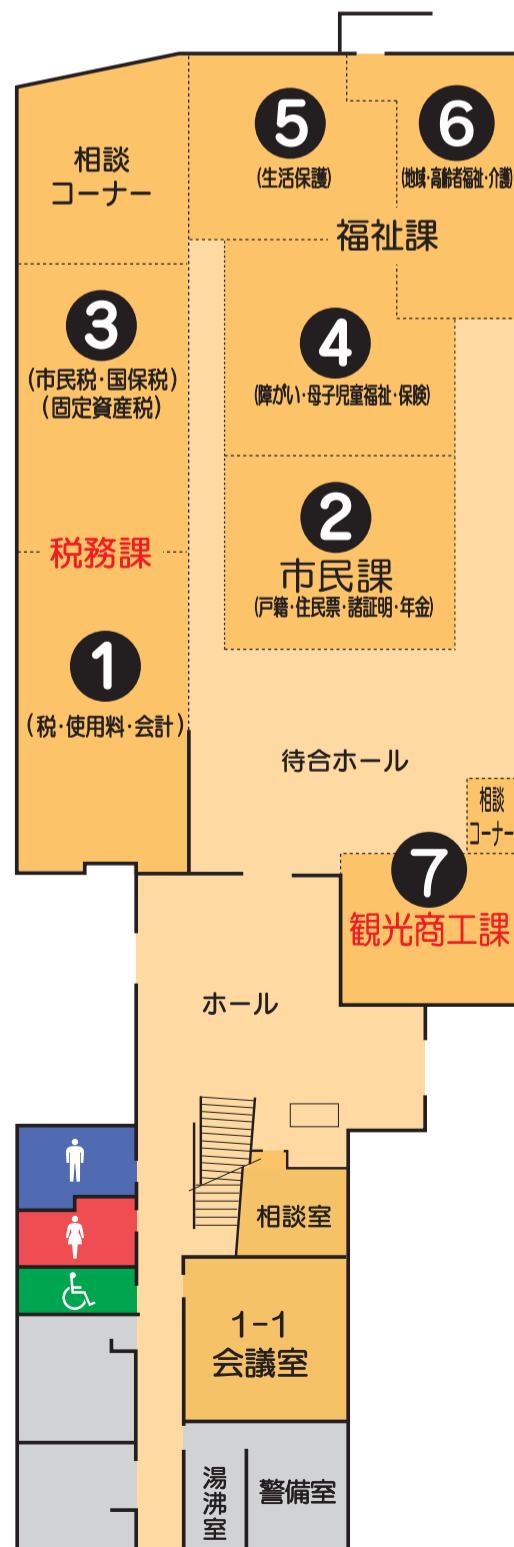 5
(生活保護)
6
(地域・高齢者福祉・介護)
相談
コーナー
福祉課
3
(市民税・国保税)
(固定資産税)
4
(障がい・母子児童福祉・保険)
2
市民課
(戸籍・住民票・諸証明・年金)
税務課
1
(税・使用料・会計)
待合ホール
相談
コーナー
7
観光商工課
ホール
相談室
1-1
会議室
湯沸室
警備室